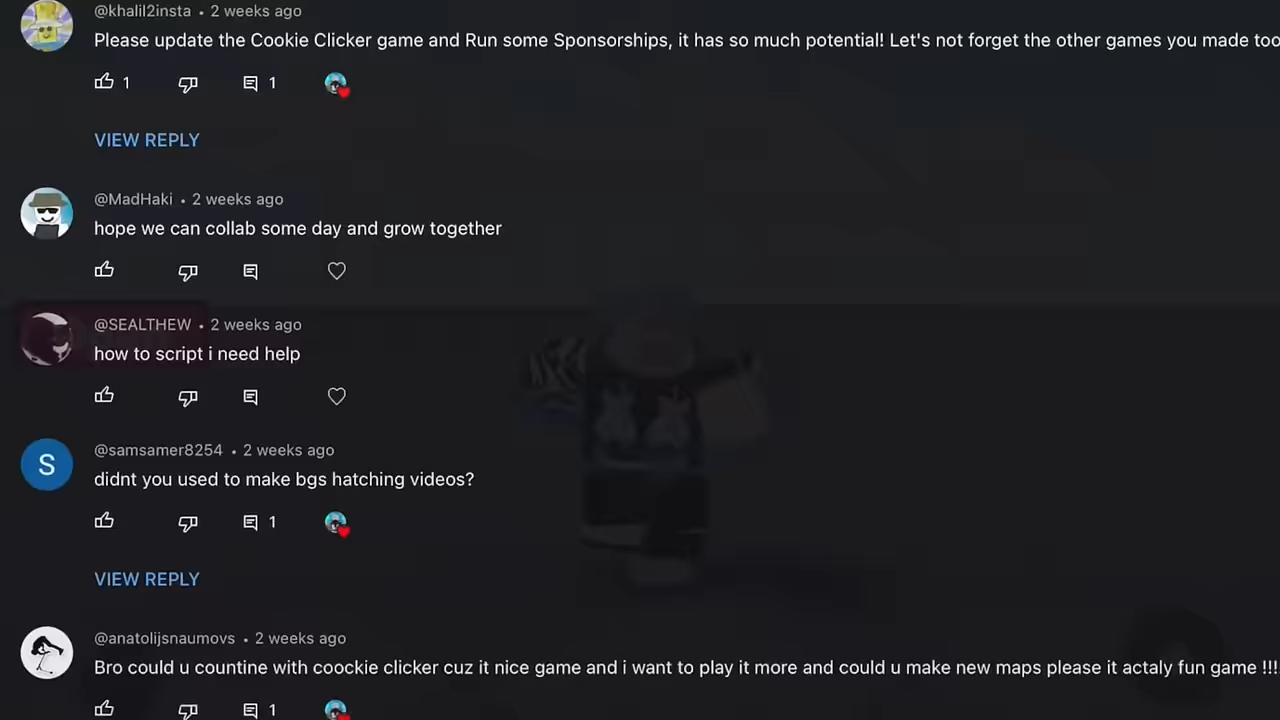 @khalil2insta • 2 weeks ago
Please update the Cookie Clicker game and Run some Sponsorships, it has so much potential! Let's not forget the other games you made too
1 1
VIEW REPLY
@MadHaki • 2 weeks ago
hope we can collab some day and grow together
@SEALTHEW • 2 weeks ago
how to script i need help
S
@samsamer8254 • 2 weeks ago
didnt you used to make bgs hatching videos?
1
VIEW REPLY
@anatolijsnaumovs • 2 weeks ago
Bro could u countine with coockie clicker cuz it nice game and i want to play it more and could u make new maps please it actaly fun game !!!
1